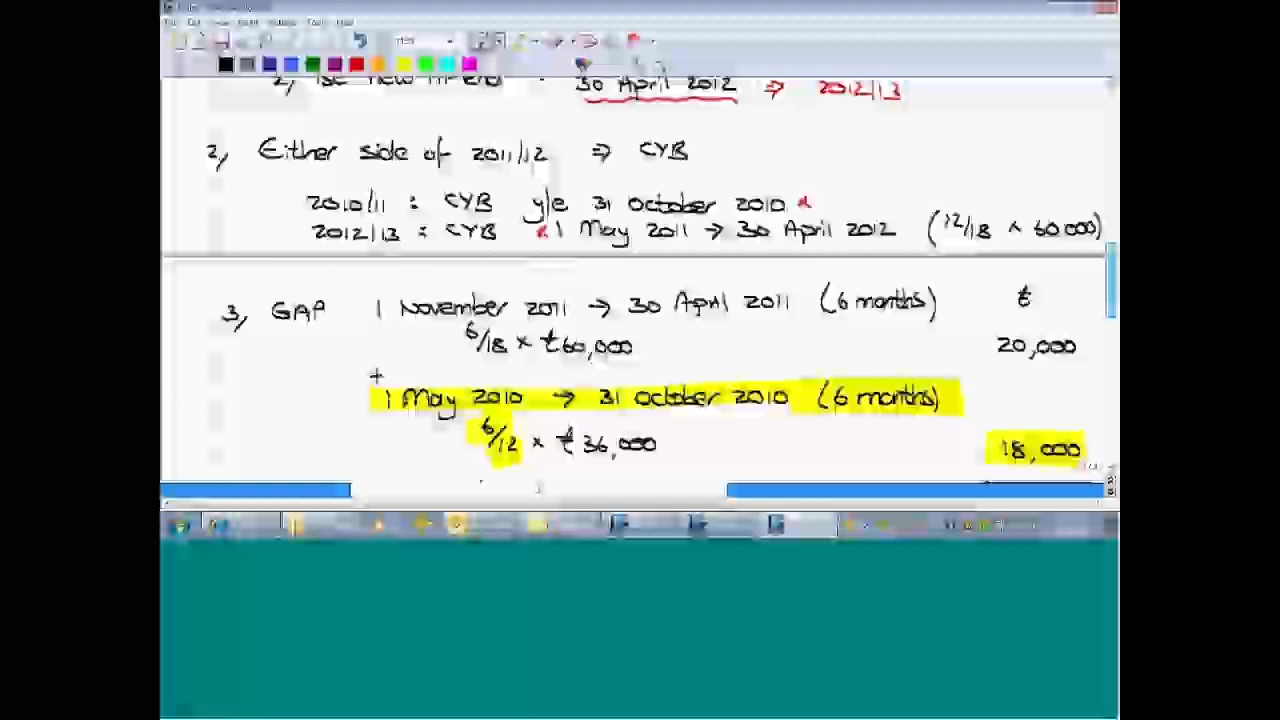 30 April 2012 ⇒ 2012/13
2, Either side of 2011/12 ⇒ CYB
2010/11 : CYB y/e 31 October 2010 *
2012/13 : CYB * 1 May 2011 → 30 April 2012 (12/18 × 60000)
3, GAP 1 November 2011 → 30 April 2011 (6 months) £
6/18 × £60,000 20,000
+
1 May 2010 → 31 October 2010 (6 months)
6/12 × £36,000 18,000